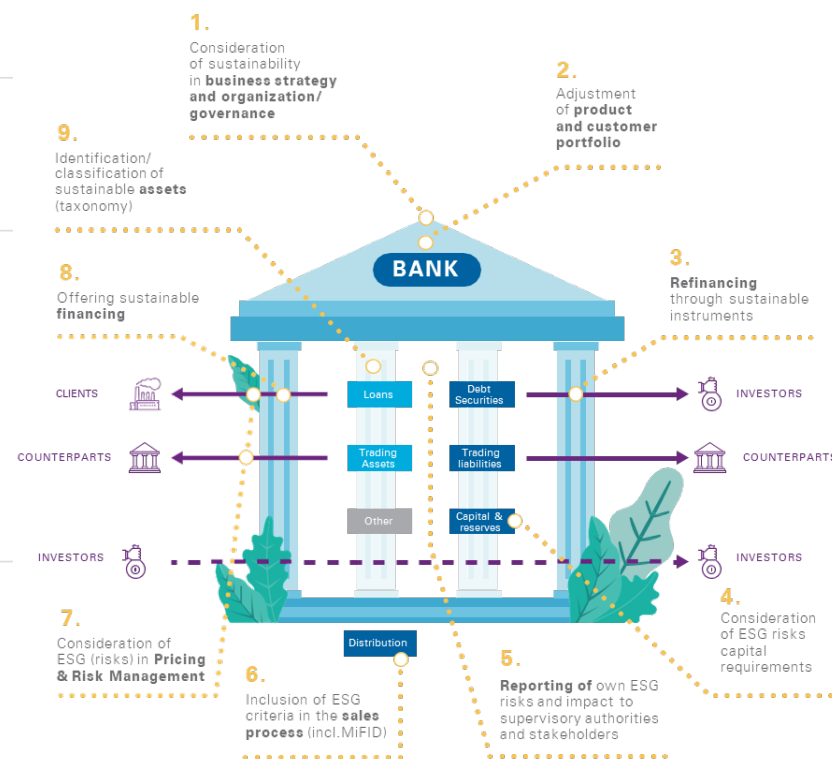 1.
Consideration
of sustainability
in business strategy
and organization/
governance
2.
Adjustment
of product
and customer
portfolio
9.
Identification/
classification of
sustainable assets
(taxonomy)
BANK
3.
Refinancing
through sustainable
instruments
8.
Offering sustainable
financing
CLIENTS
Loans
Debt
Securities
INVESTORS
COUNTERPARTS
Trading
Assets
Trading
liabilities
COUNTERPARTS
Other
Capital &
reserves
INVESTORS
INVESTORS
4.
Consideration
of ESG risks
capital
requirements
7.
Consideration of
ESG (risks) in Pricing
& Risk Management
Distribution
6.
Inclusion of ESG
criteria in the sales
process (incl.MiFID)
5.
Reporting of own ESG
risks and impact to
supervisory authorities
and stakeholders